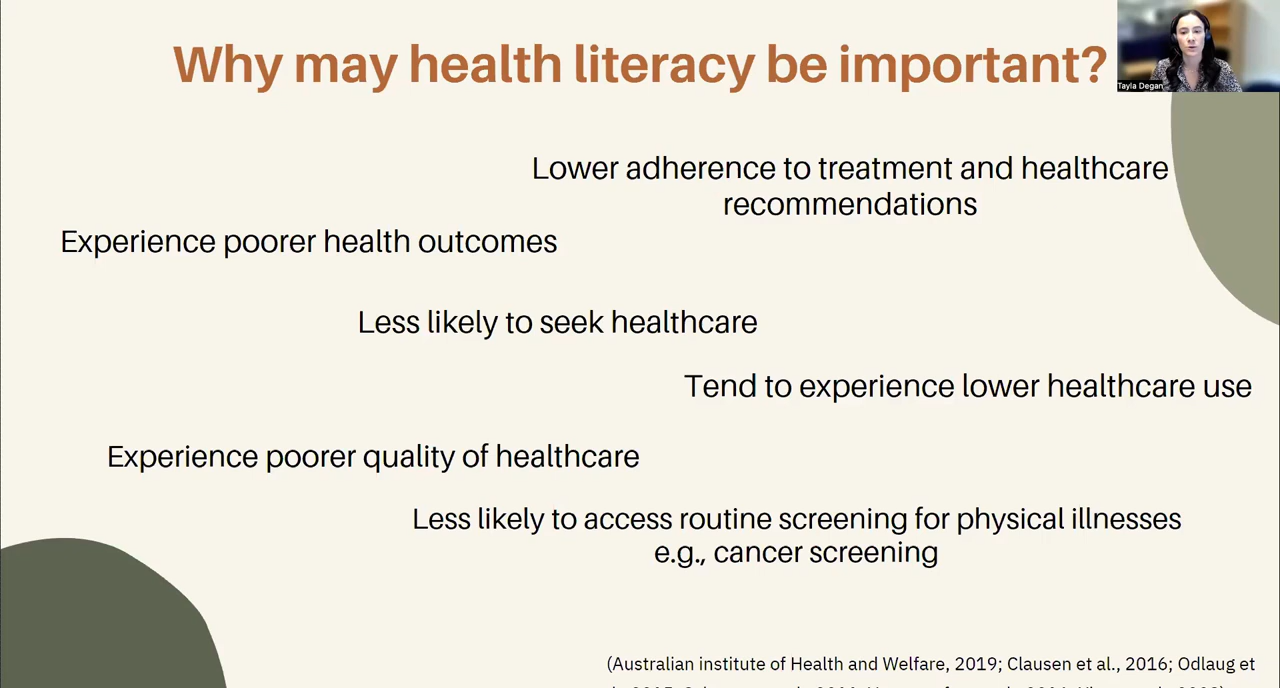 Why may health literacy be important?
Tayla Degan
Lower adherence to treatment and healthcare
recommendations
Experience poorer health outcomes
Less likely to seek healthcare
Tend to experience lower healthcare use
Experience poorer quality of healthcare
Less likely to access routine screening for physical illnesses
e.g., cancer screening
(Australian institute of Health and Welfare, 2019; Clausen et al., 2016; Odlaug et